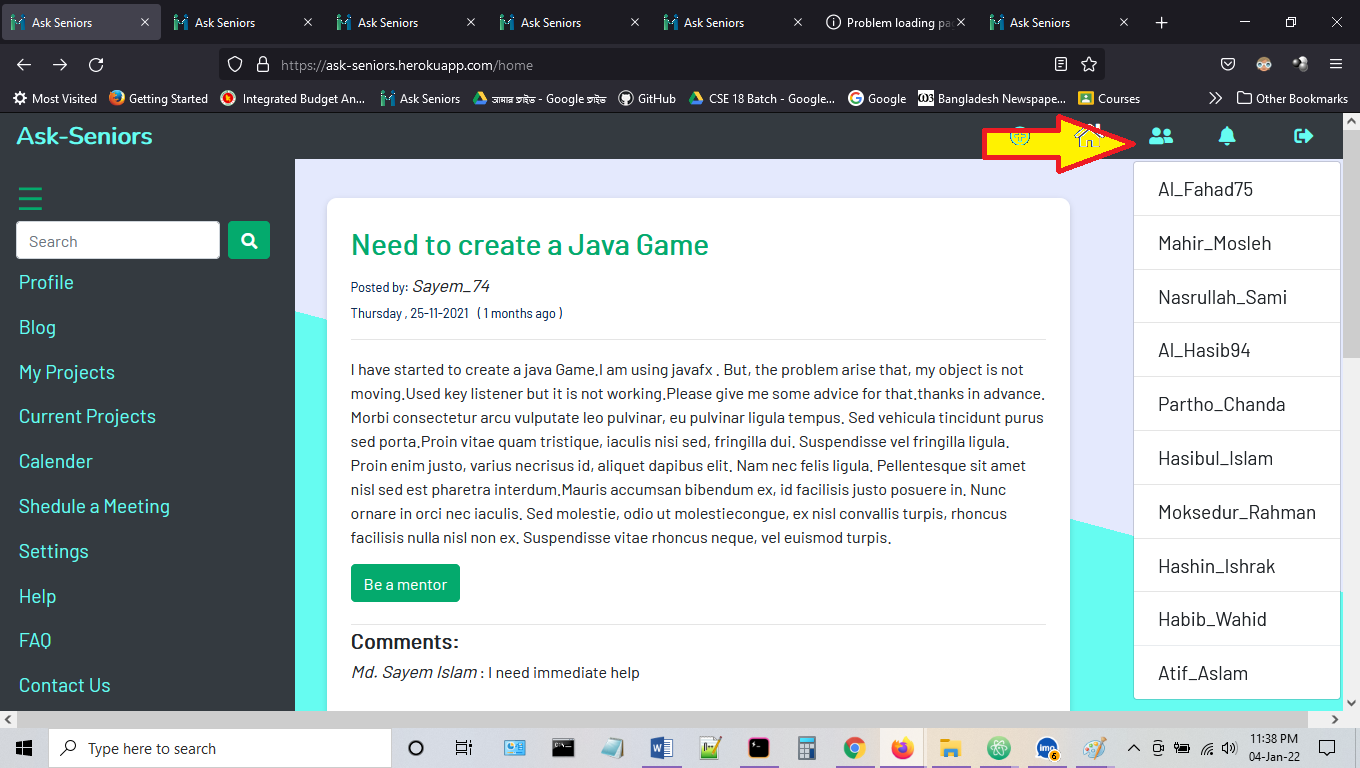 Ask Seniors
Ask Seniors
Ask Seniors
Ask Seniors
Ask Seniors
Problem loading pa
Ask Seniors
https://ask-seniors.herokuapp.com/home
Most Visited
Getting Started
Integrated Budget An...
Ask Seniors
আমার ড্রাইভ - Google ড্রাইভ
GitHub
CSE 18 Batch - Google...
Google
Bangladesh Newspape...
Courses
Other Bookmarks
Ask-Seniors
Search
Profile
Blog
My Projects
Current Projects
Calender
Shedule a Meeting
Settings
Help
FAQ
Contact Us
Need to create a Java Game
Posted by: Sayem_74
Thursday , 25-11-2021 ( 1 months ago )
I have started to create a java Game.I am using javafx . But, the problem arise that, my object is not
moving.Used key listener but it is not working.Please give me some advice for that.thanks in advance.
Morbi consectetur arcu vulputate leo pulvinar, eu pulvinar ligula tempus. Sed vehicula tincidunt purus
sed porta.Proin vitae quam tristique, iaculis nisi sed, fringilla dui. Suspendisse vel fringilla ligula.
Proin enim justo, varius necrisus id, aliquet dapibus elit. Nam nec felis ligula. Pellentesque sit amet
nisl sed est pharetra interdum.Mauris accumsan bibendum ex, id facilisis justo posuere in. Nunc
ornare in orci nec iaculis. Sed molestie, odio ut molestiecongue, ex nisl convallis turpis, rhoncus
facilisis nulla nisl non ex. Suspendisse vitae rhoncus neque, vel euismod turpis.
Be a mentor
Comments:
Md. Sayem Islam : I need immediate help
Al_Fahad75
Mahir_Mosleh
Nasrullah_Sami
Al_Hasib94
Partho_Chanda
Hasibul_Islam
Moksedur_Rahman
Hashin_Ishrak
Habib_Wahid
Atif_Aslam
Type here to search
11:38 PM
04-Jan-22